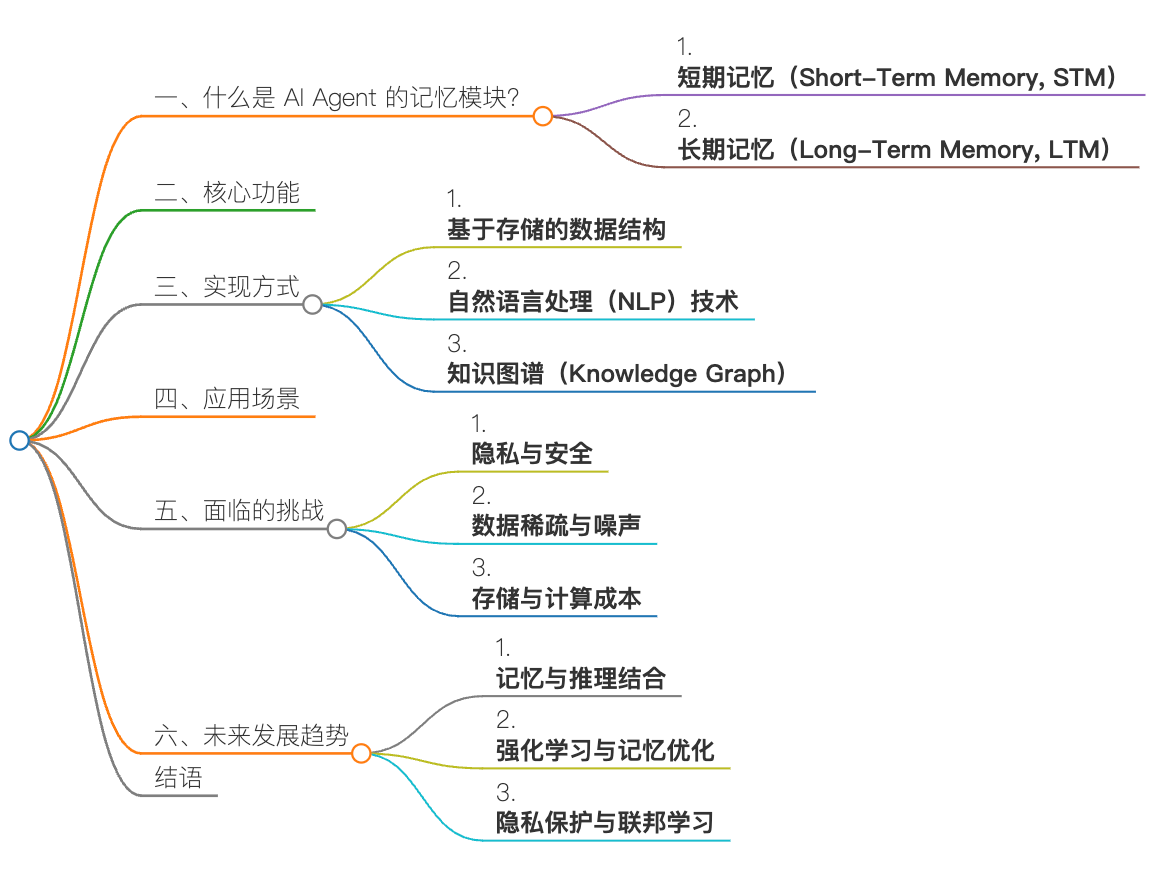 一、什么是 AI Agent 的记忆模块?
1.
短期记忆（Short-Term Memory, STM）
2.
长期记忆（Long-Term Memory, LTM）
二、核心功能
三、实现方式
1.
基于存储的数据结构
2.
自然语言处理（NLP）技术
3.
知识图谱（Knowledge Graph）
四、应用场景
五、面临的挑战
1.
隐私与安全
2.
数据稀疏与噪声
3.
存储与计算成本
六、未来发展趋势
1.
记忆与推理结合
2.
强化学习与记忆优化
3.
隐私保护与联邦学习
结语